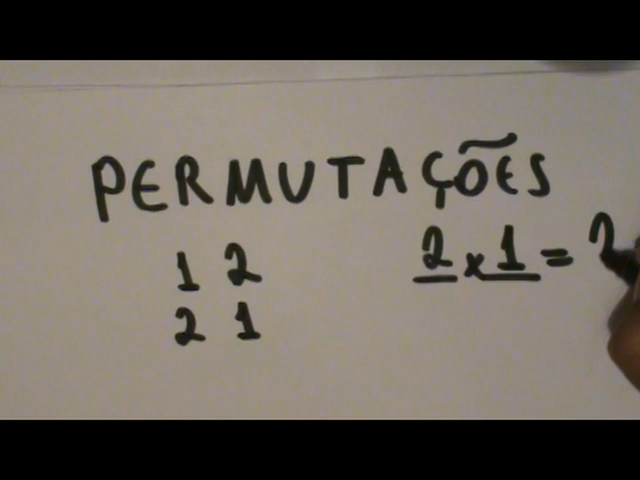 PERMUTAÇÕES
1 2
2 1
2 x 1 = 2